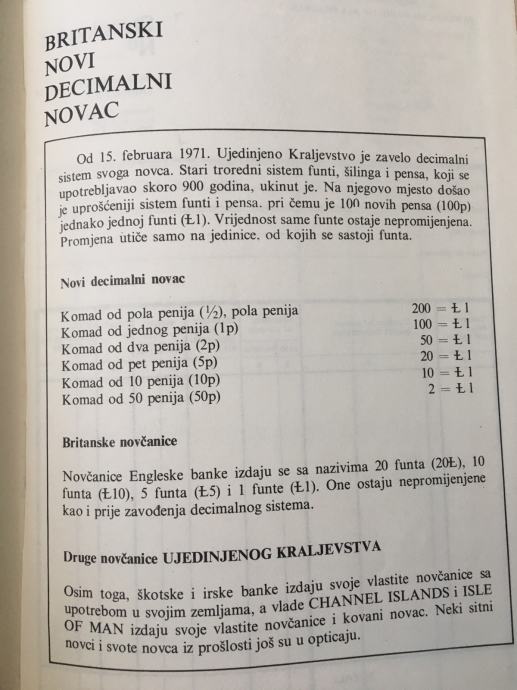 BRITANSKI
NOVI
DECIMALNI
NOVAC
Od 15. februara 1971. Ujedinjeno Kraljevstvo je zavelo decimalni
sistem svoga novca. Stari troredni sistem funti, šilinga i pensa, koji se
upotrebljavao skoro 900 godina, ukinut je. Na njegovo mjesto došao
je uprošćeniji sistem funti i pensa. pri čemu je 100 novih pensa (100p)
jednako jednoj funti (Ł1). Vrijednost same funte ostaje nepromijenjena.
Promjena utiče samo na jedinice. od kojih se sastoji funta.
Novi decimalni novac
Komad od pola penija (½), pola penija 200 = Ł 1
Komad od jednog penija (1p) 100 = Ł 1
Komad od dva penija (2p) 50 = Ł 1
Komad od pet penija (5p) 20 = Ł 1
Komad od 10 penija (10p) 10 = Ł 1
Komad od 50 penija (50p) 2 = Ł 1
Britanske novčanice
Novčanice Engleske banke izdaju se sa nazivima 20 funta (20Ł), 10
funta (Ł10), 5 funta (Ł5) i 1 funte (Ł1). One ostaju nepromijenjene
kao i prije zavođenja decimalnog sistema.
Druge novčanice UJEDINJENOG KRALJEVSTVA
Osim toga, škotske i irske banke izdaju svoje vlastite novčanice sa
upotrebom u svojim zemljama, a vlade CHANNEL ISLANDS i ISLE
OF MAN izdaju svoje vlastite novčanice i kovani novac. Neki sitni
novci i svote novca iz prošlosti još su u opticaju.